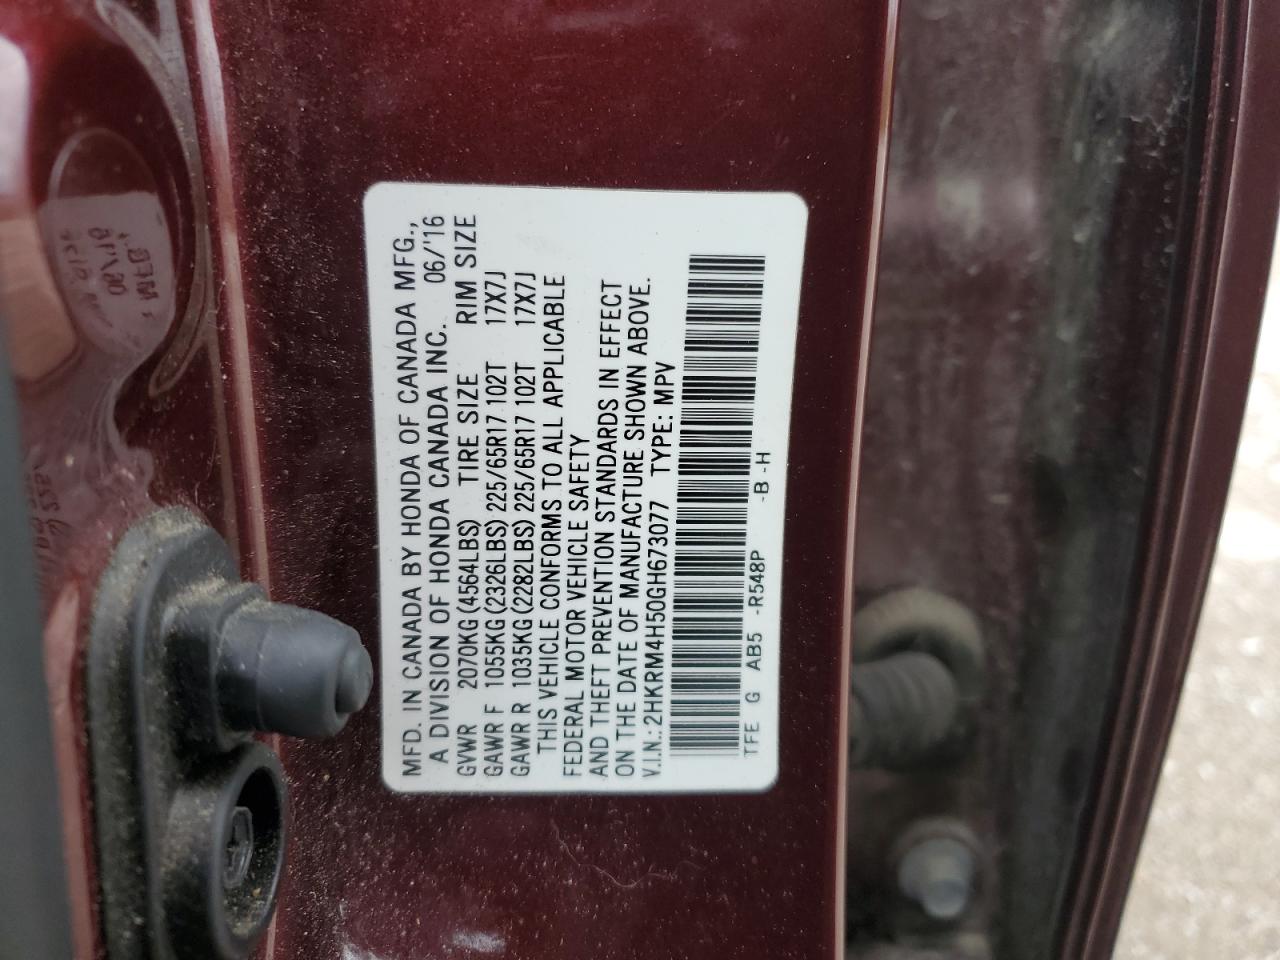 MFD. IN CANADA BY HONDA OF CANADA MFG.,
A DIVISION OF HONDA CANADA INC. 06/'16
GVWR 2070KG(4564LBS) TIRE SIZE RIM SIZE
GAWR F 1055KG(2326LBS) 225/65R17 102T 17X7J
GAWR R 1035KG(2282LBS) 225/65R17 102T 17X7J
THIS VEHICLE CONFORMS TO ALL APPLICABLE
FEDERAL MOTOR VEHICLE SAFETY
AND THEFT PREVENTION STANDARDS IN EFFECT
ON THE DATE OF MANUFACTURE SHOWN ABOVE.
V.I.N.: 2HKRM4H50GH673077 TYPE: MPV
TFE G AB5 -R548P -B -H